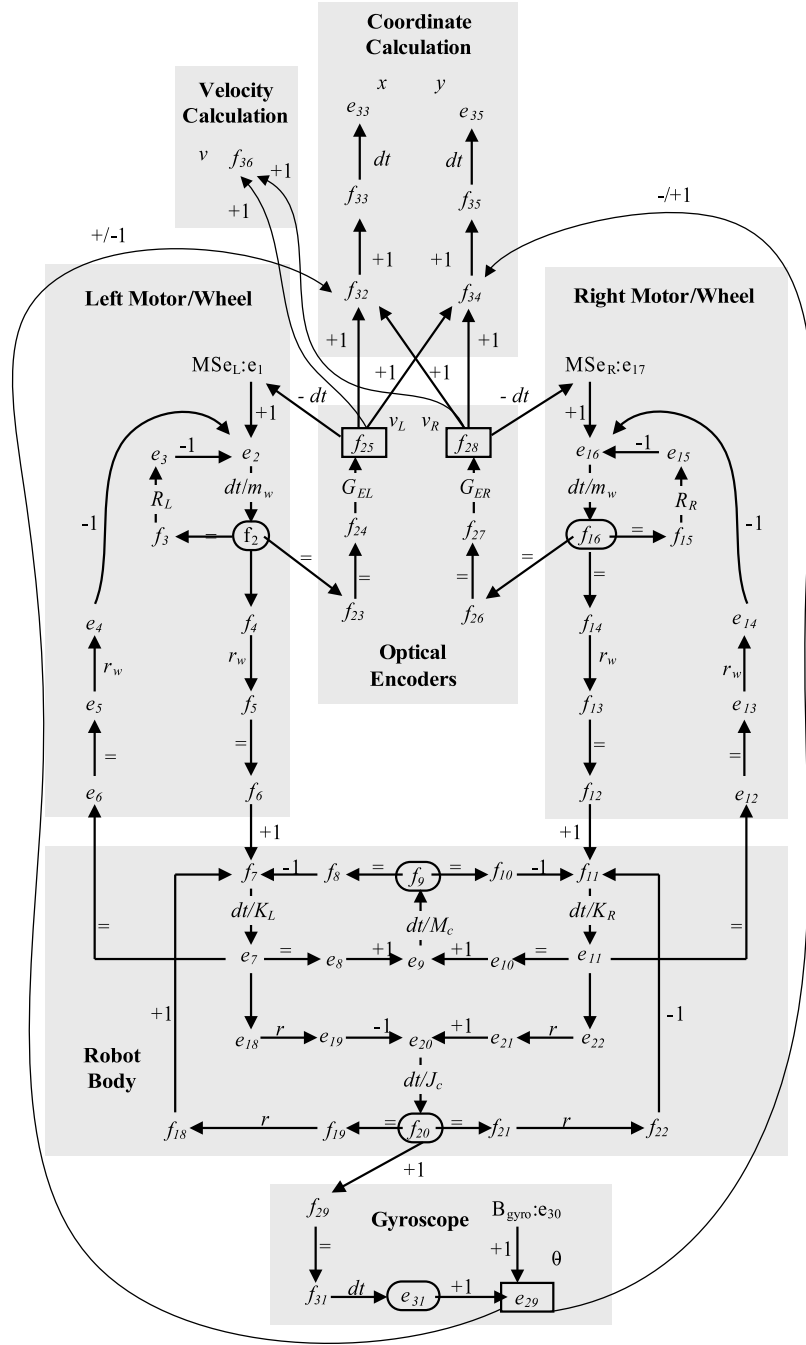 Coordinate
Calculation
x y
Velocity
Calculation
e33 e35
dt dt
v f36 +1
+1
f33 f35
-/+1
+/-1
+1 +1
Left Motor/Wheel
f32 f34
Right Motor/Wheel
+1 +1 +1 +1
MSeL:e1
MSeR:e17
- dt - dt
+1 vL vR +1
e3 -1 e2 f25 f28 e16 -1 e15
RL dt/mw GEL GER dt/mw RR
-1 f24 f27 -1
f3 = f2 = = f16 = f15
= = =
f23 f26
e4 f4 f14 e14
Optical
Encoders
rw rw rw rw
e5 f5 f13 e13
= = = =
e6 f6 f12 e12
+1 +1
f7 -1 f8 = f9 = f10 -1 f11
dt/KL dt/Mc dt/KR
= e7 = e8 +1 e9 +1 e10 = e11 =
+1 -1
e18 r e19 -1 e20 +1 e21 r e22
Robot
Body
dt/Jc
f18 r f19 = f20 = f21 r f22
+1
f29 Gyroscope Bgyro:e30
= +1 θ
f31 dt e31 +1 e29